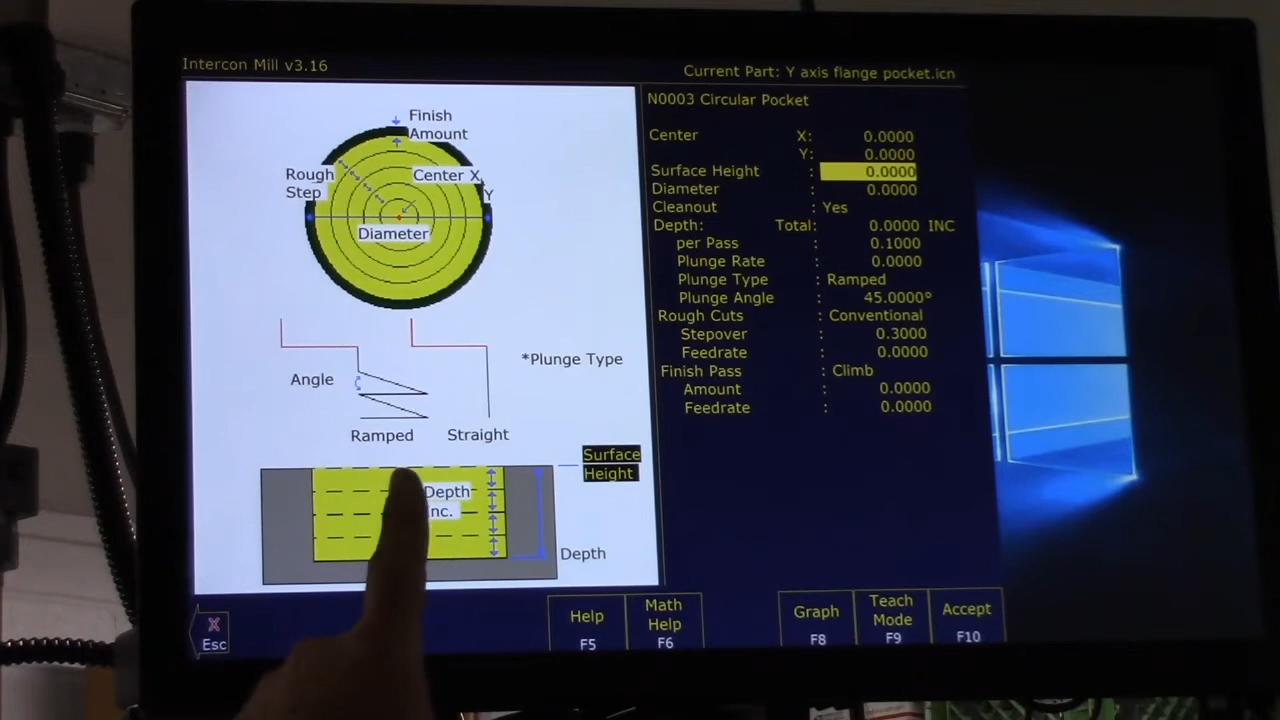 Intercon Mill v3.16
Current Part: Y axis flange pocket.icn
Finish
Amount
Rough
Step
Center X,
Y
Diameter
Angle
*Plunge Type
Ramped
Straight
Surface
Height
Depth
Inc.
Depth
N0003 Circular Pocket
Center X: 0.0000
Y: 0.0000
Surface Height : 0.0000
Diameter : 0.0000
Cleanout : Yes
Depth: Total: 0.0000 INC
per Pass : 0.1000
Plunge Rate : 0.0000
Plunge Type : Ramped
Plunge Angle : 45.0000°
Rough Cuts : Conventional
Stepover : 0.3000
Feedrate : 0.0000
Finish Pass : Climb
Amount : 0.0000
Feedrate : 0.0000
X
Esc
Help
F5
Math
Help
F6
Graph
F8
Teach
Mode
F9
Accept
F10